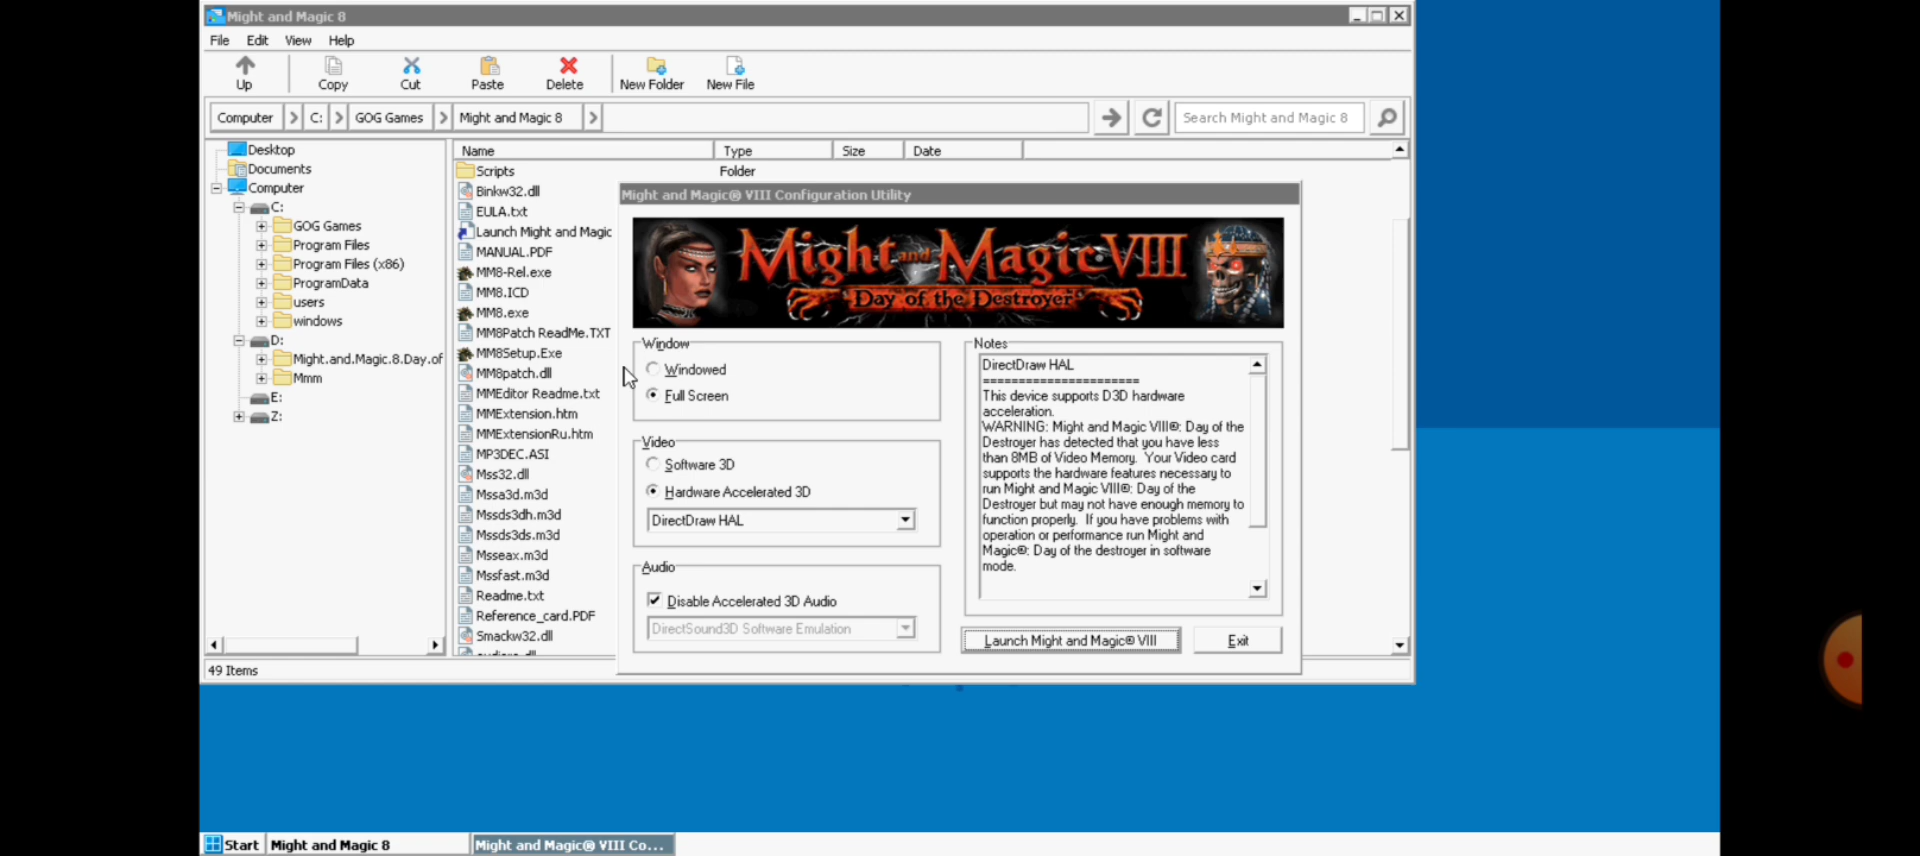 Might and Magic 8
File Edit View Help
Up Copy Cut Paste Delete New Folder New File
Computer C: GOG Games Might and Magic 8 Search Might and Magic 8
Desktop
Documents
Computer
C:
GOG Games
Program Files
Program Files (x86)
ProgramData
users
windows
D:
Might.and.Magic.8.Day.of
Mmm
E:
Z:
Name Type Size Date
Scripts Folder
Binkw32.dll
EULA.txt
Launch Might and Magic
MANUAL.PDF
MM8-Rel.exe
MM8.ICD
MM8.exe
MM8Patch ReadMe.TXT
MM8Setup.Exe
MM8patch.dll
MMEditor Readme.txt
MMExtension.htm
MMExtensionRu.htm
MP3DEC.ASI
Mss32.dll
Mssa3d.m3d
Mssds3dh.m3d
Mssds3ds.m3d
Msseax.m3d
Mssfast.m3d
Readme.txt
Reference_card.PDF
Smackw32.dll
49 Items
Might and Magic® VIII Configuration Utility
Might and Magic VIII
Day of the Destroyer
Window
Windowed
Full Screen
Video
Software 3D
Hardware Accelerated 3D
DirectDraw HAL
Audio
Disable Accelerated 3D Audio
DirectSound3D Software Emulation
Notes
DirectDraw HAL
======================
This device supports D3D hardware
acceleration.
WARNING: Might and Magic VIII®: Day of the
Destroyer has detected that you have less
than 8MB of Video Memory. Your Video card
supports the hardware features necessary to
run Might and Magic VIII®: Day of the
Destroyer but may not have enough memory to
function properly. If you have problems with
operation or performance run Might and
Magic®: Day of the destroyer in software
mode.
Launch Might and Magic® VIII Exit
Start Might and Magic 8 Might and Magic® VIII Co...